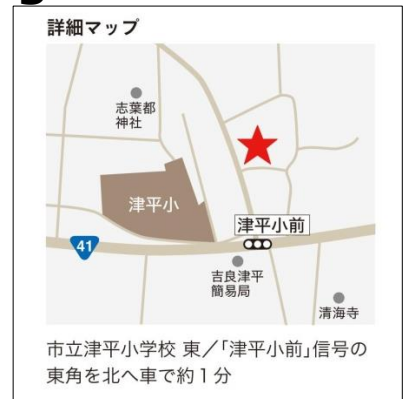 詳細マップ
志葉都
神社
津平小
津平小前
41
吉良津平
簡易局
清海寺
市立津平小学校 東／「津平小前」信号の
東角を北へ車で約1分